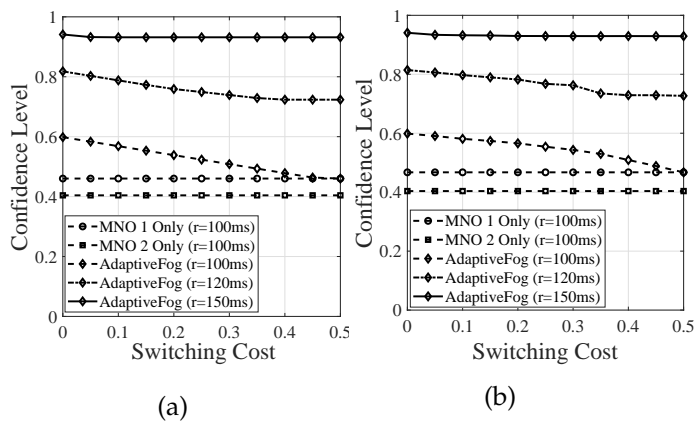 1
0.8
0.6
0.4
0.2
0
Confidence Level
MNO 1 Only (r=100ms)
MNO 2 Only (r=100ms)
AdaptiveFog (r=100ms)
AdaptiveFog (r=120ms)
AdaptiveFog (r=150ms)
0 0.1 0.2 0.3 0.4 0.5
Switching Cost
(a)
1
0.8
0.6
0.4
0.2
0
Confidence Level
MNO 1 Only (r=100ms)
MNO 2 Only (r=100ms)
AdaptiveFog (r=100ms)
AdaptiveFog (r=120ms)
AdaptiveFog (r=150ms)
0 0.1 0.2 0.3 0.4 0.5
Switching Cost
(b)